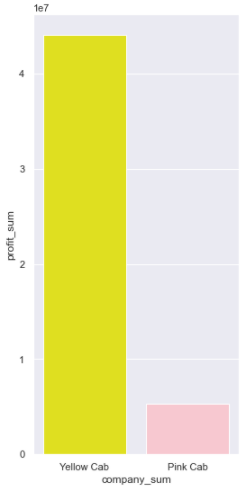 1e7
4
3
2
1
0
profit_sum
Yellow Cab Pink Cab
company_sum